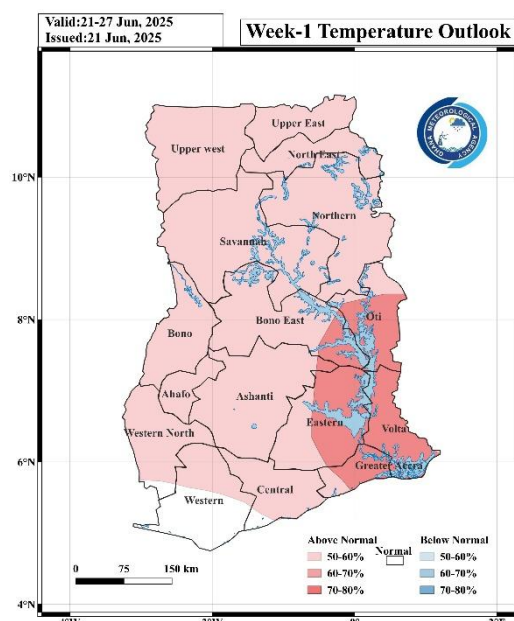 Valid:21-27 Jun, 2025
Issued:21 Jun, 2025
Week-1 Temperature Outlook
GHANA METEOROLOGICAL AGENCY
Upper East
Upper west
North East
10°N
Northern
Savannah
8°N
Oti
Bono East
Bono
Ahafo
Ashanti
Eastern
Volta
Western North
6°N
Greater Accra
Central
Western
Above Normal
Normal
Below Normal
50-60%
50-60%
60-70%
60-70%
70-80%
70-80%
0 75 150 km
4°N